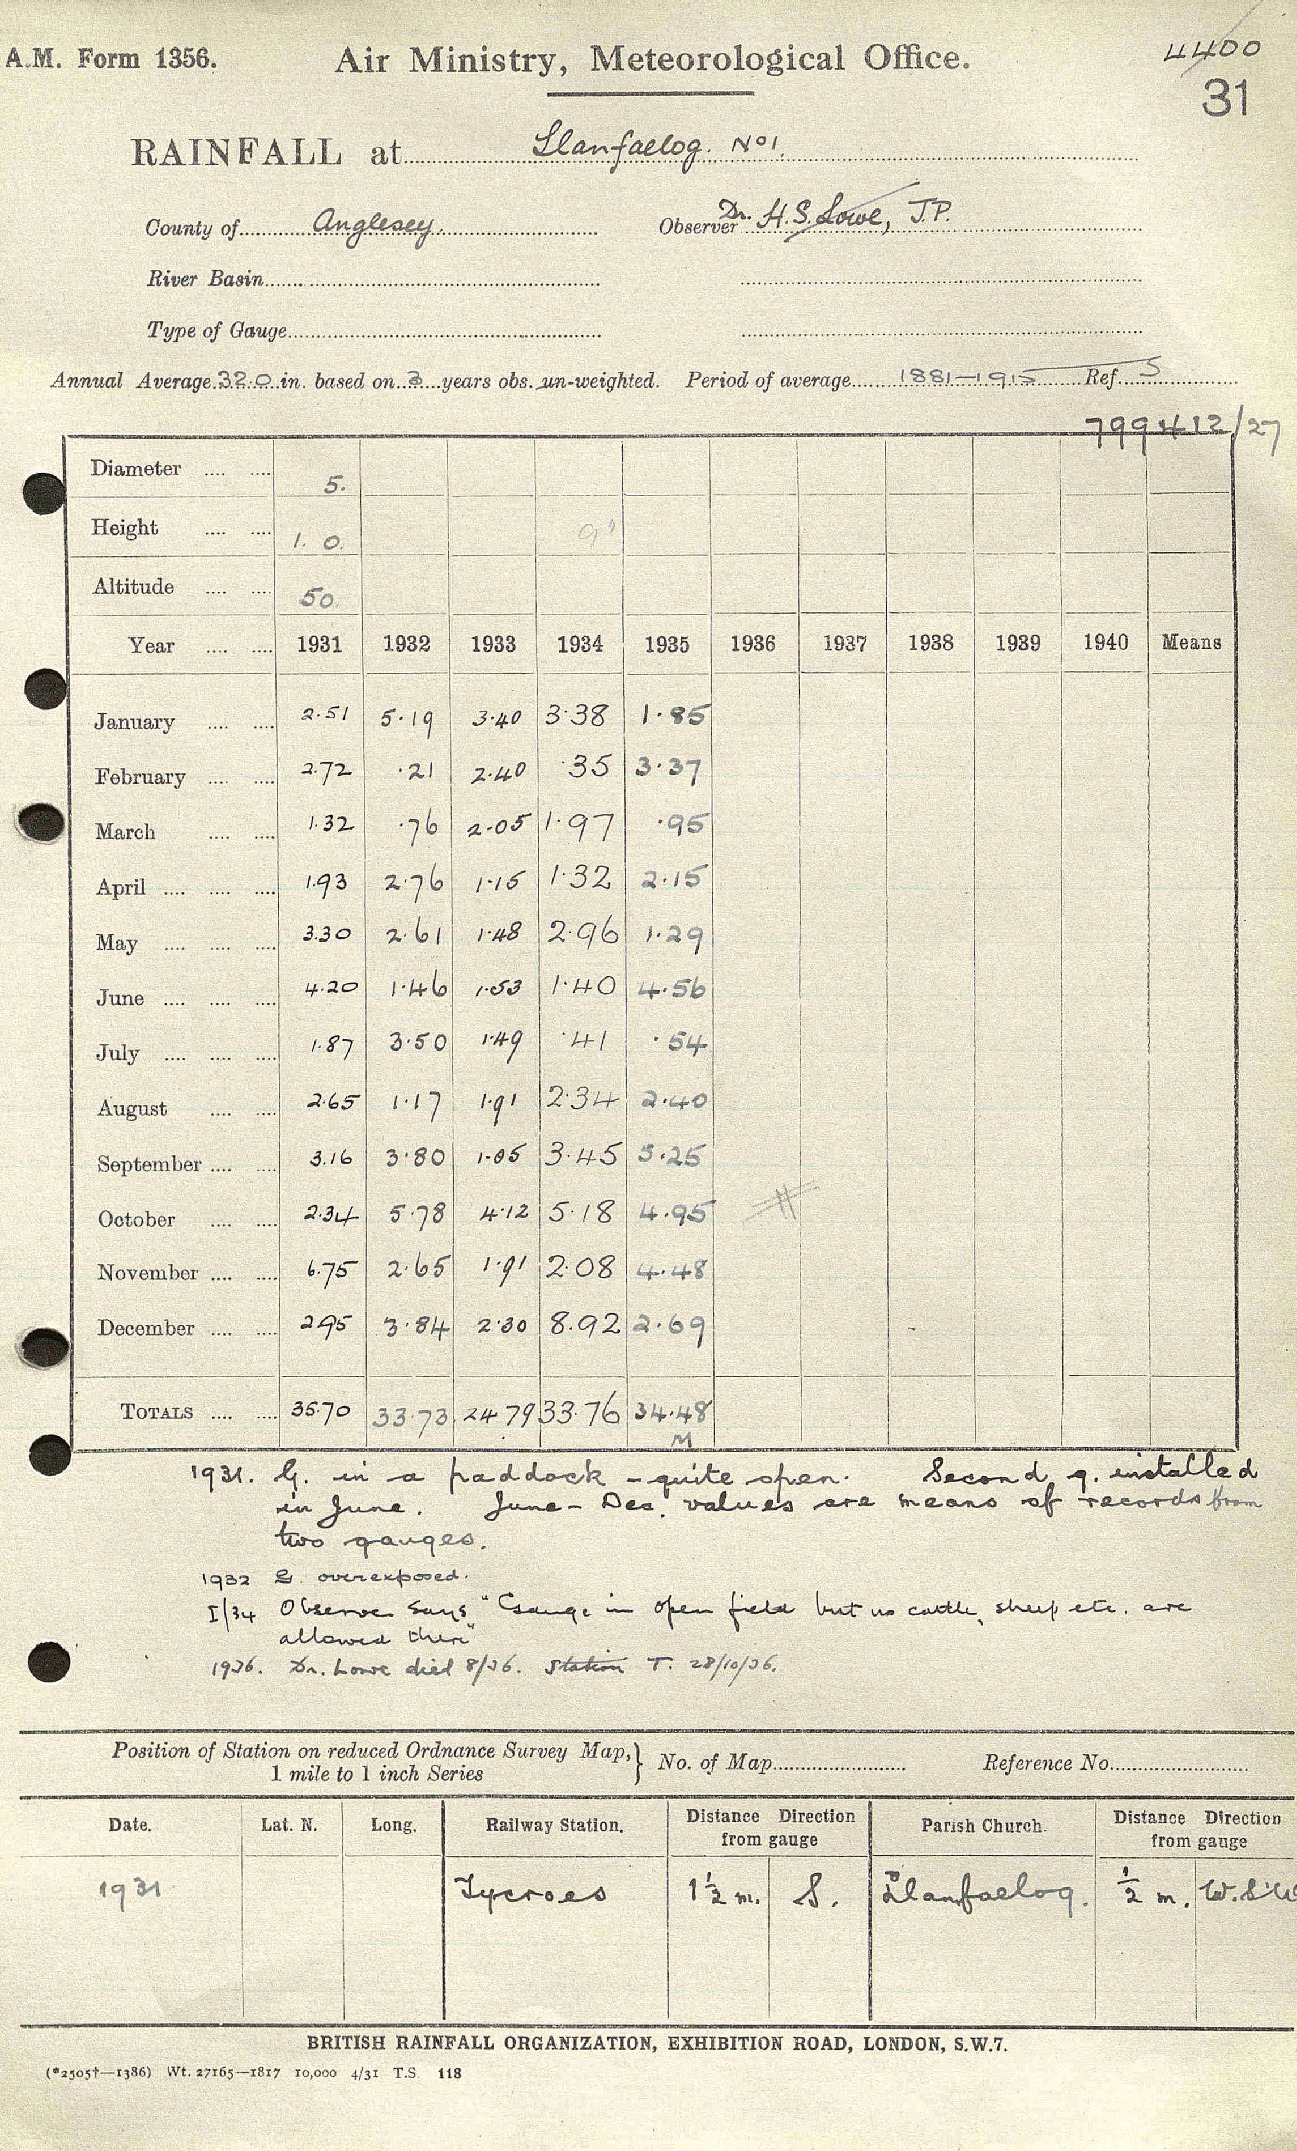 A.M. Form 1356. Air Ministry, Meteorological Office. 4400
31
RAINFALL at Llanfaelog. No 1.
County of Anglesey. Observer Dr. H.S. Lowe, J.P.
River Basin
Type of Gauge
Annual Average 32.0 in. based on 3 years obs. un-weighted. Period of average 1881-1915 Ref. S
799412/27
Diameter 5.
Height 1. 0. 9"
Altitude 50.
Year 1931 1932 1933 1934 1935 1936 1937 1938 1939 1940 Means
January 2.51 5.19 3.40 3.38 1.85
February 2.72 .21 2.40 .35 3.37
March 1.32 .76 2.05 1.97 .95
April 1.93 2.76 1.15 1.32 2.15
May 3.30 2.61 1.48 2.96 1.29
June 4.20 1.46 1.53 1.40 4.56
July 1.87 3.50 1.49 .41 .54
August 2.65 1.17 1.91 2.34 2.40
September 3.16 3.80 1.05 3.45 5.25
October 2.34 5.78 4.12 5.18 4.95
November 6.75 2.65 1.91 2.08 4.48
December 2.95 3.84 2.30 8.92 2.69
TOTALS 35.70 33.73 24.79 33.76 34.48
M
1931. G. in a paddock - quite open. Second g. installed
in June. June - Dec. values are means of records from
two gauges.
1932 G. overexposed.
I/34 Observer says "Gauge in open field but no cattle, sheep etc. are
allowed there"
1936. Dr. Lowe died 8/36. Station T. 28/10/36.
Position of Station on reduced Ordnance Survey Map, } No. of Map Reference No.
1 mile to 1 inch Series
Date. Lat. N. Long. Railway Station. Distance Direction from gauge Parish Church. Distance Direction from gauge
1931 Tycroes 1 1/2 m. S. Llanfaelog. 1/2 m. W.S.W
BRITISH RAINFALL ORGANIZATION, EXHIBITION ROAD, LONDON, S.W.7.
(*2505†—1386) Wt. 27165—1817 10,000 4/31 T.S. 118